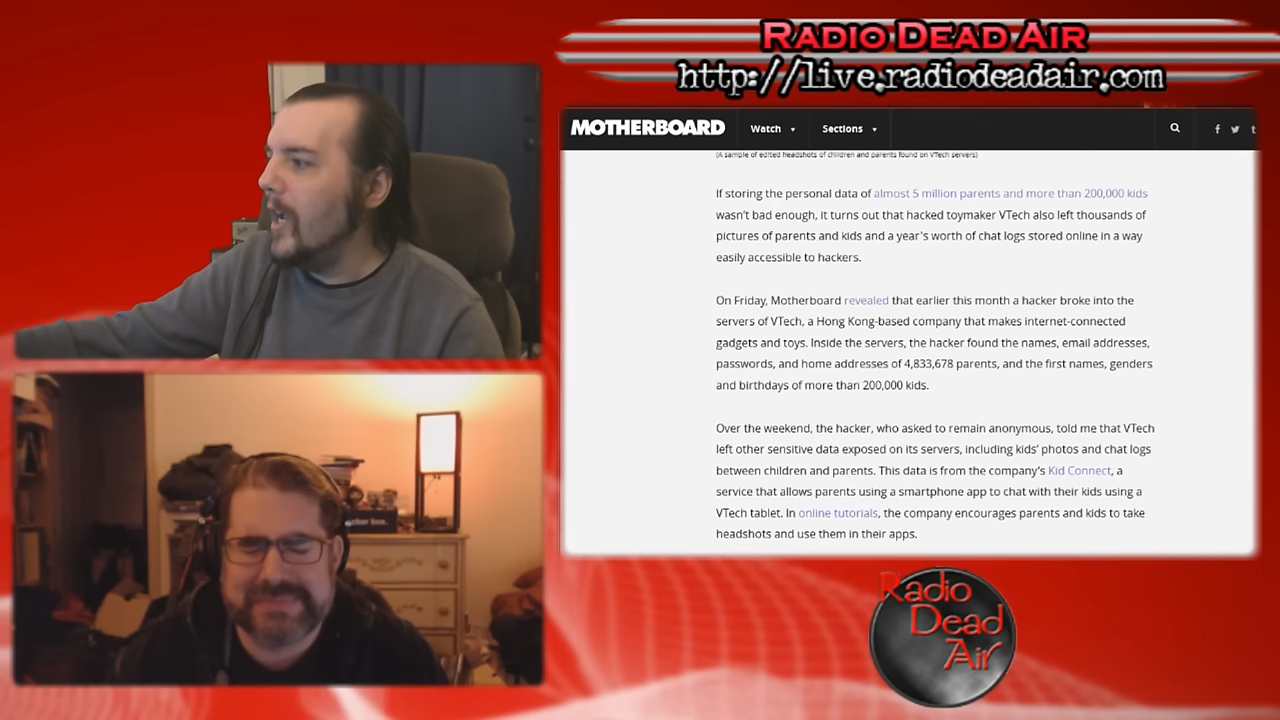 RADIO DEAD AIR
http://live.radiodeadair.com
MOTHERBOARD
Watch
Sections
f
t
(A sample of edited headshots of children and parents found on VTech servers)
If storing the personal data of almost 5 million parents and more than 200,000 kids
wasn't bad enough, it turns out that hacked toymaker VTech also left thousands of
pictures of parents and kids and a year's worth of chat logs stored online in a way
easily accessible to hackers.
On Friday, Motherboard revealed that earlier this month a hacker broke into the
servers of VTech, a Hong Kong-based company that makes internet-connected
gadgets and toys. Inside the servers, the hacker found the names, email addresses,
passwords, and home addresses of 4,833,678 parents, and the first names, genders
and birthdays of more than 200,000 kids.
Over the weekend, the hacker, who asked to remain anonymous, told me that VTech
left other sensitive data exposed on its servers, including kids' photos and chat logs
between children and parents. This data is from the company's Kid Connect, a
service that allows parents using a smartphone app to chat with their kids using a
VTech tablet. In online tutorials, the company encourages parents and kids to take
headshots and use them in their apps.
box.
Radio
Dead
Air